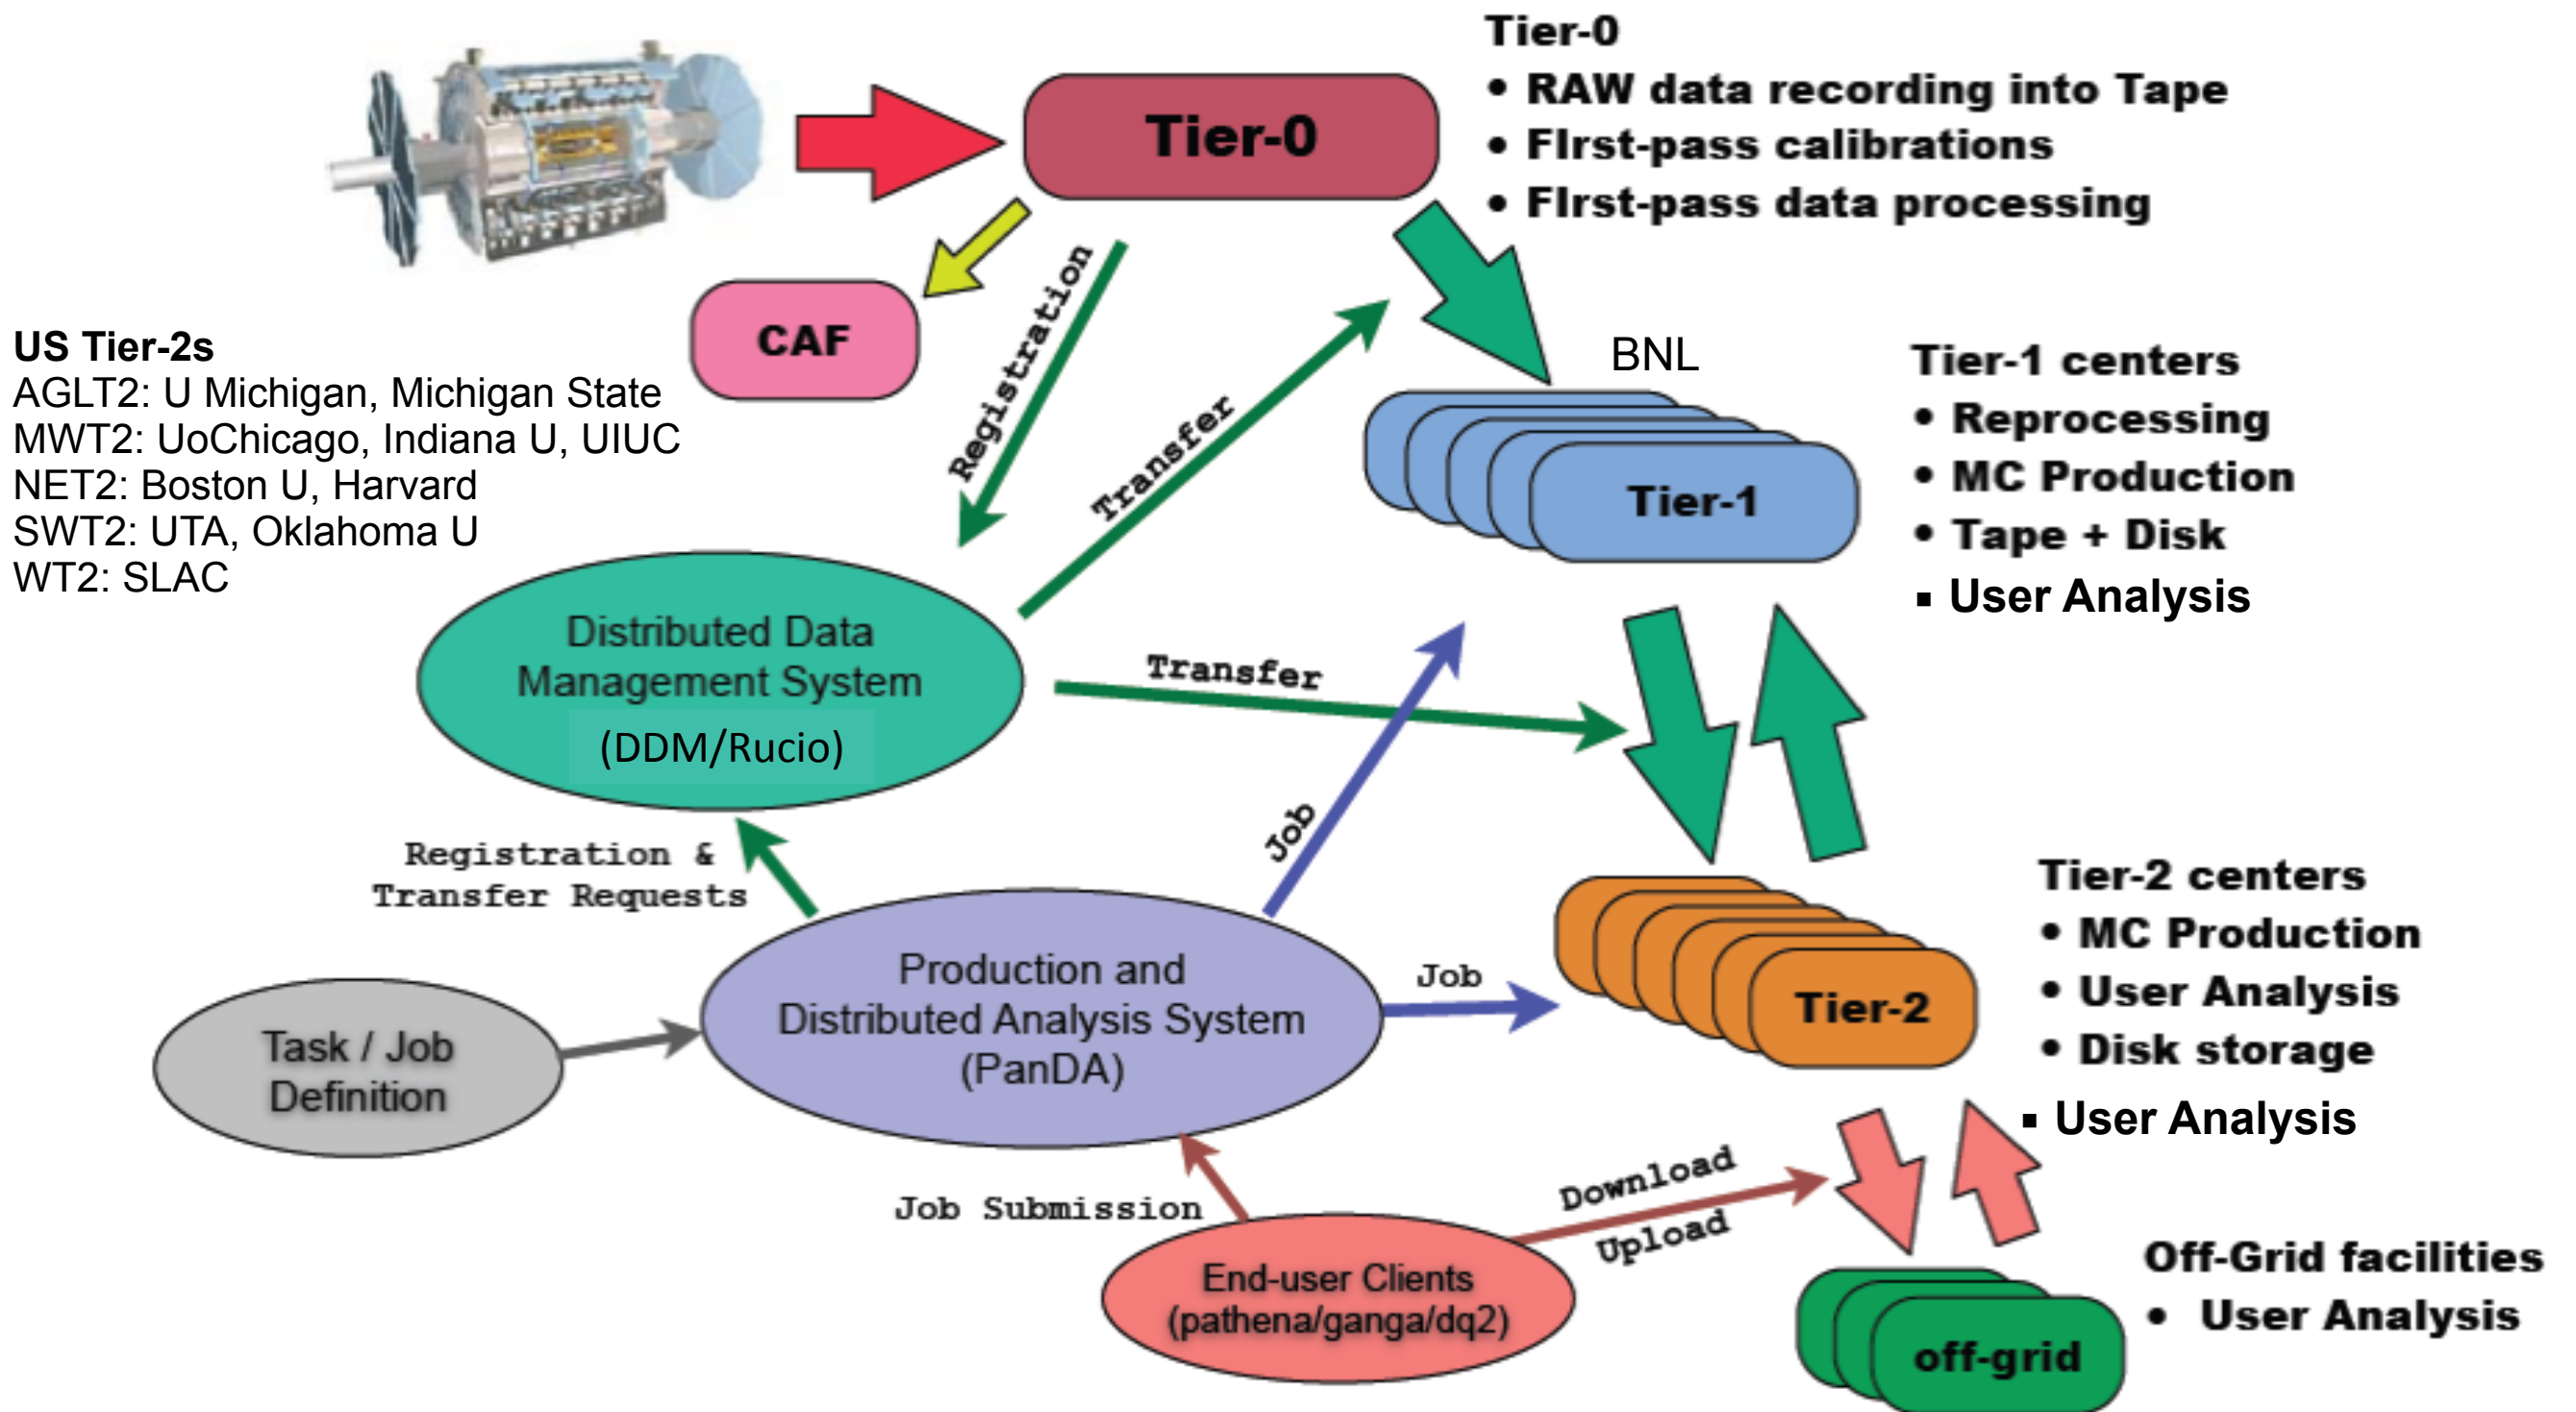 Tier-0
• RAW data recording into Tape
• FIrst-pass calibrations
• FIrst-pass data processing
Tier-0
CAF
Registration
Transfer
US Tier-2s
AGLT2: U Michigan, Michigan State
MWT2: UoChicago, Indiana U, UIUC
NET2: Boston U, Harvard
SWT2: UTA, Oklahoma U
WT2: SLAC
BNL
Tier-1
Tier-1 centers
• Reprocessing
• MC Production
• Tape + Disk
▪ User Analysis
Distributed Data
Management System
(DDM/Rucio)
Transfer
Job
Registration &
Transfer Requests
Task / Job
Definition
Production and
Distributed Analysis System
(PanDA)
Job
Tier-2
Tier-2 centers
• MC Production
• User Analysis
• Disk storage
▪ User Analysis
Job Submission
Download
Upload
End-user Clients
(pathena/ganga/dq2)
off-grid
Off-Grid facilities
• User Analysis